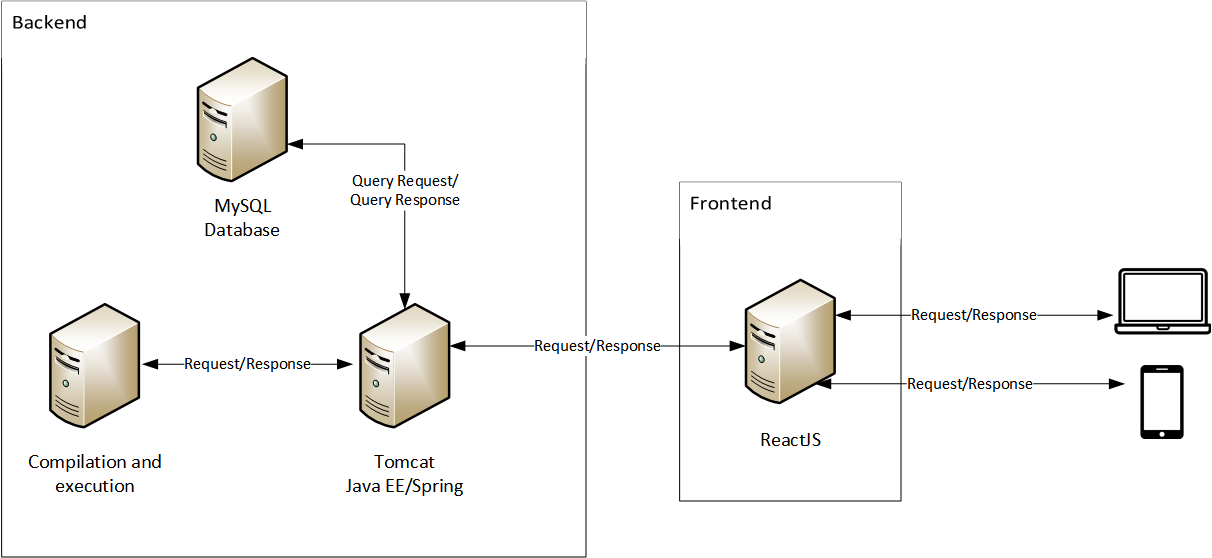 Backend
MySQL
Database
Query Request/
Query Response
Frontend
Request/Response
Request/Response
Request/Response
Request/Response
ReactJS
Compilation and
execution
Tomcat
Java EE/Spring